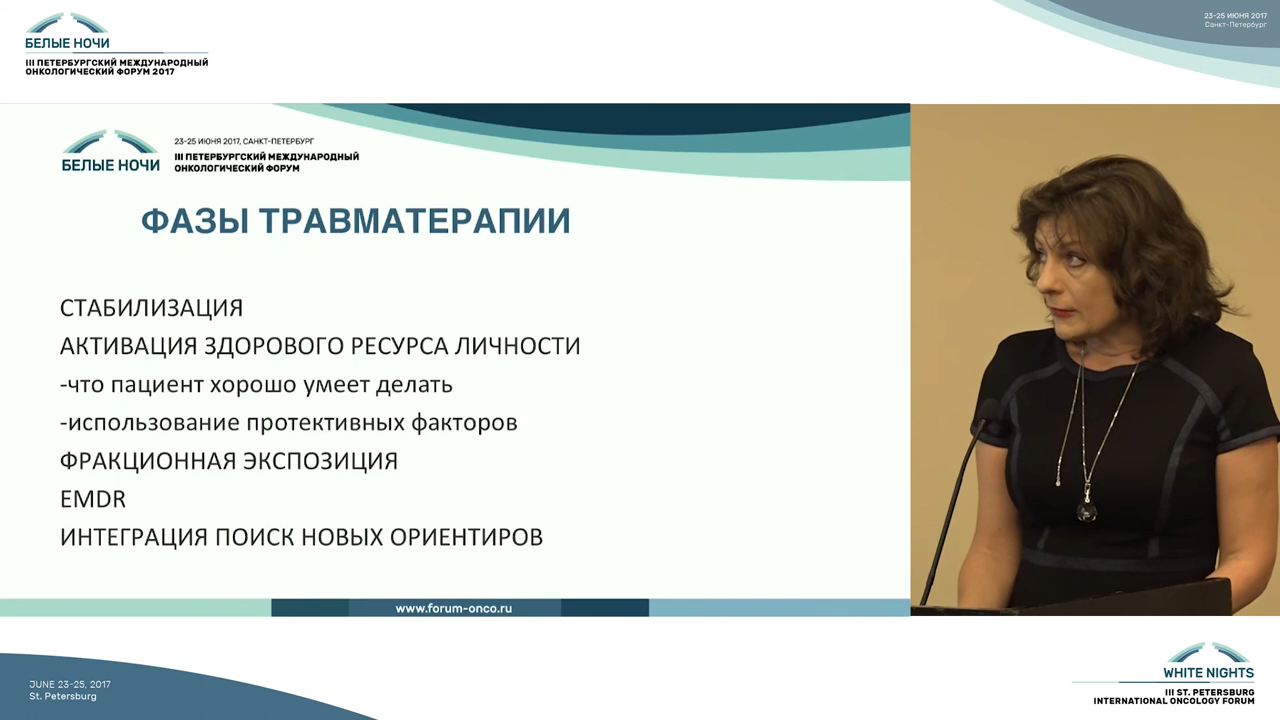 БЕЛЫЕ НОЧИ
III ПЕТЕРБУРГСКИЙ МЕЖДУНАРОДНЫЙ
ОНКОЛОГИЧЕСКИЙ ФОРУМ 2017
23-25 ИЮНЯ 2017
Санкт-Петербург
БЕЛЫЕ НОЧИ
23-25 ИЮНЯ 2017, САНКТ-ПЕТЕРБУРГ
III ПЕТЕРБУРГСКИЙ МЕЖДУНАРОДНЫЙ
ОНКОЛОГИЧЕСКИЙ ФОРУМ
ФАЗЫ ТРАВМАТЕРАПИИ
СТАБИЛИЗАЦИЯ
АКТИВАЦИЯ ЗДОРОВОГО РЕСУРСА ЛИЧНОСТИ
-что пациент хорошо умеет делать
-использование протективных факторов
ФРАКЦИОННАЯ ЭКСПОЗИЦИЯ
EMDR
ИНТЕГРАЦИЯ ПОИСК НОВЫХ ОРИЕНТИРОВ
www.forum-onco.ru
JUNE 23-25, 2017
St. Petersburg
WHITE NIGHTS
III ST. PETERSBURG
INTERNATIONAL ONCOLOGY FORUM